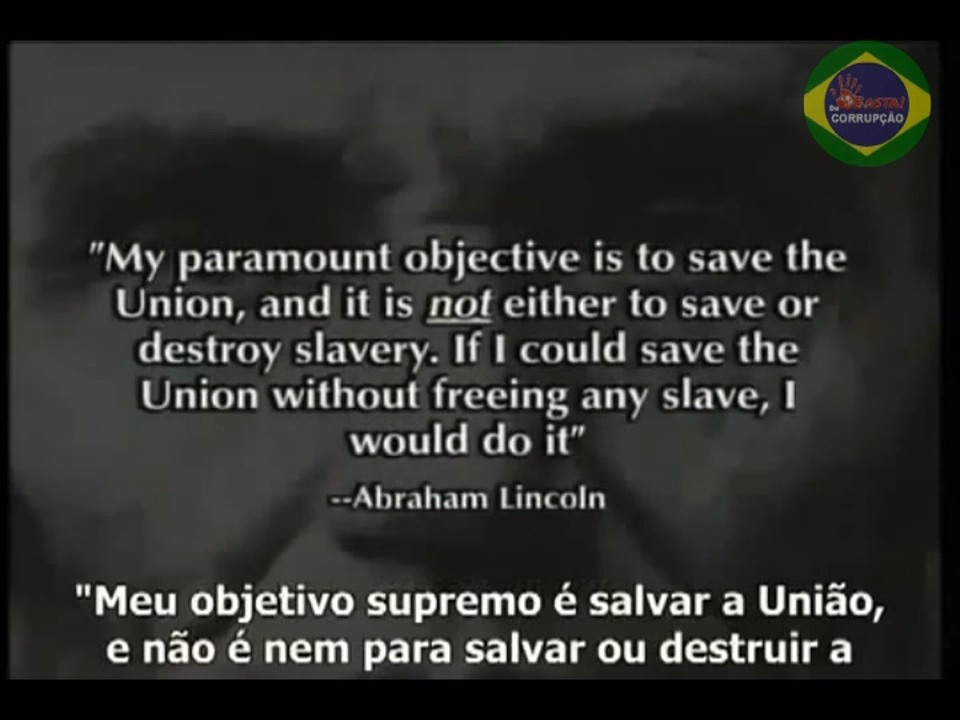 BASTA!
De
CORRUPÇÃO
"My paramount objective is to save the
Union, and it is not either to save or
destroy slavery. If I could save the
Union without freeing any slave, I
would do it"
--Abraham Lincoln
"Meu objetivo supremo é salvar a União,
e não é nem para salvar ou destruir a